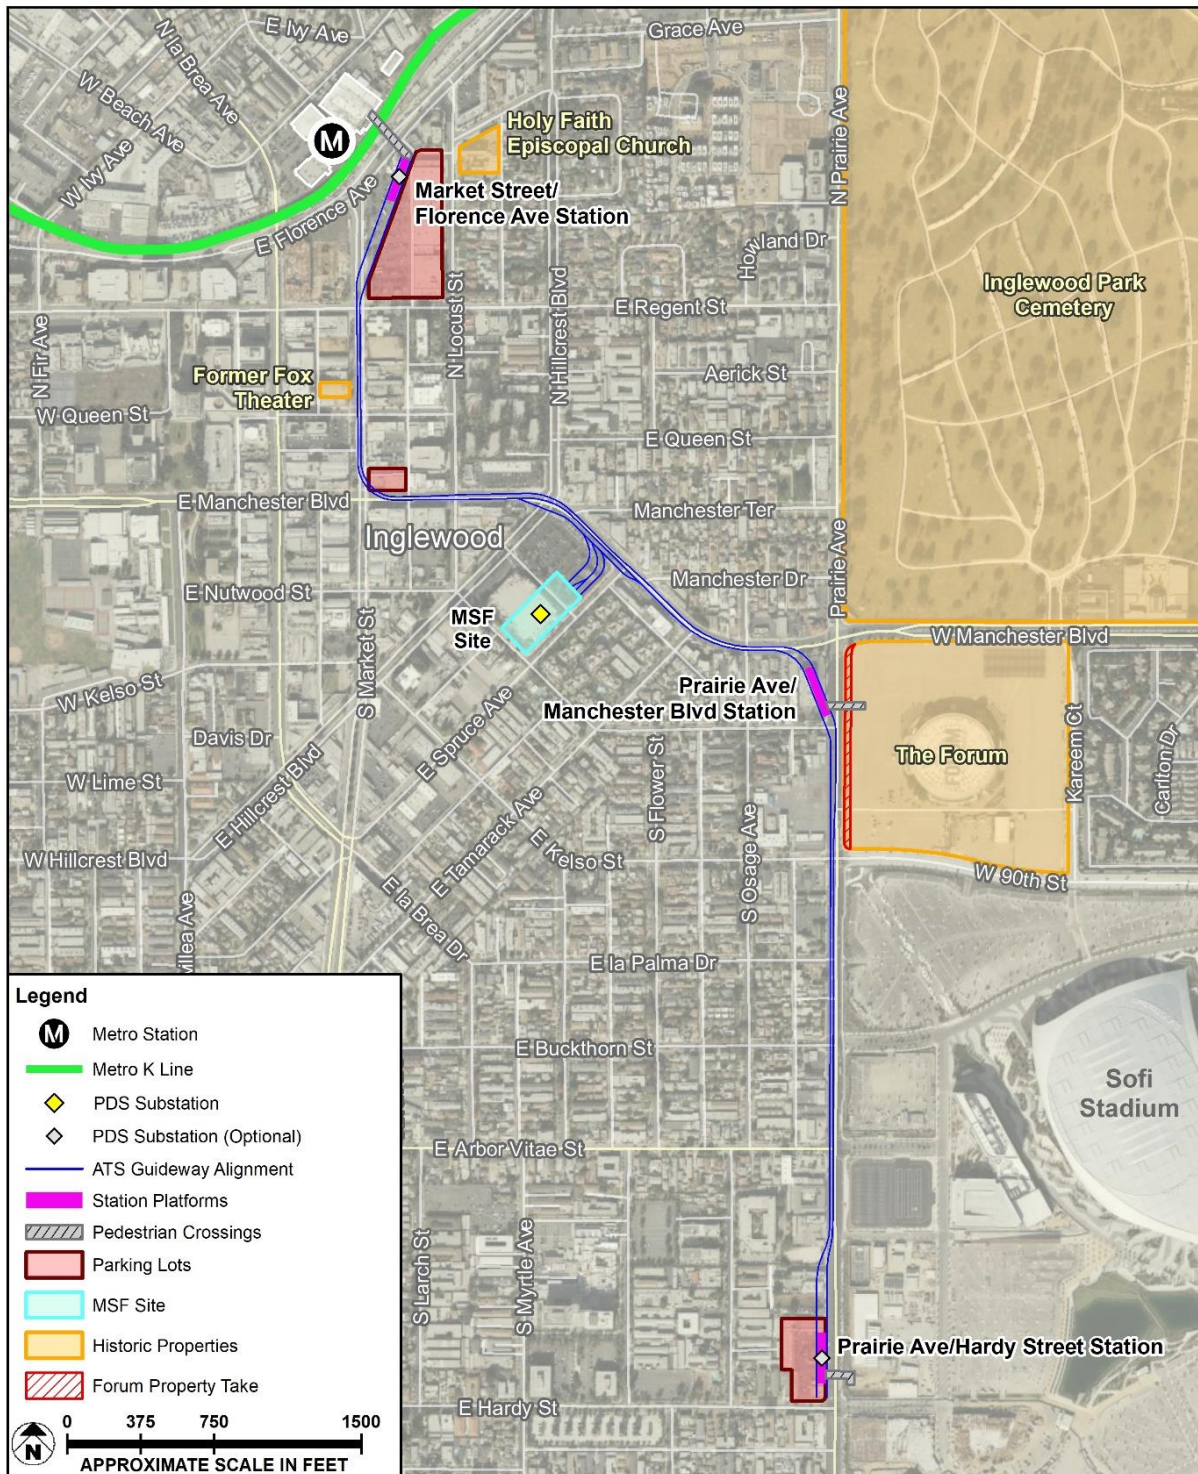 E Ivy Ave
Grace Ave
N la Brea Ave
W Beach Ave
Holy Faith
Episcopal Church
M
W Ivy Ave
N Prairie Ave
Market Street/
Florence Ave Station
E Florence Ave
Howland Dr
Inglewood Park
Cemetery
N Hillcrest Blvd
E Regent St
N Locust St
N Fir Ave
Former Fox
Theater
Aerick St
W Queen St
E Queen St
E Manchester Blvd
Manchester Ter
Inglewood
Prairie Ave
Manchester Dr
E Nutwood St
MSF
Site
W Manchester Blvd
S Market St
W Kelso St
Prairie Ave/
Manchester Blvd Station
E Spruce Ave
Davis Dr
The Forum
Kareem Ct
Carlton Dr
W Lime St
E Hillcrest Blvd
S Flower St
E Tamarack Ave
S Osage Ave
W Hillcrest Blvd
E Kelso St
W 90th St
E la Brea Dr
illea Ave
E la Palma Dr
E Buckthorn St
Sofi
Stadium
E Arbor Vitae St
S Larch St
S Myrtle Ave
Prairie Ave/Hardy Street Station
E Hardy St
Legend
M Metro Station
Metro K Line
PDS Substation
PDS Substation (Optional)
ATS Guideway Alignment
Station Platforms
Pedestrian Crossings
Parking Lots
MSF Site
Historic Properties
Forum Property Take
N
0 375 750 1500
APPROXIMATE SCALE IN FEET